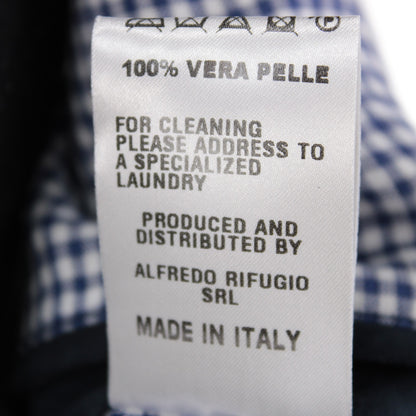 100% VERA PELLE
FOR CLEANING
PLEASE ADDRESS TO
A SPECIALIZED
LAUNDRY
PRODUCED AND
DISTRIBUTED BY
ALFREDO RIFUGIO
SRL
MADE IN ITALY